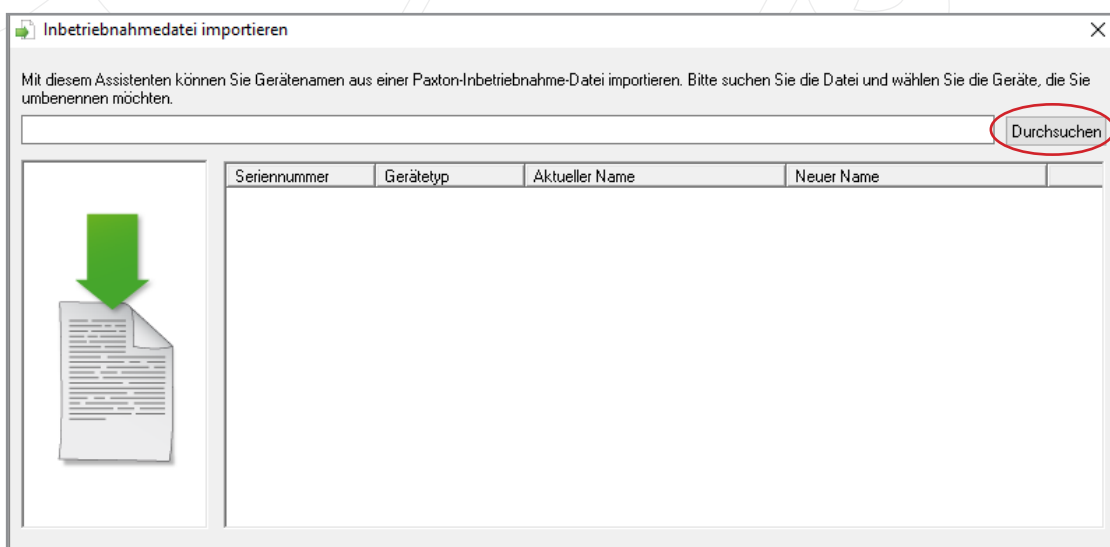 Inbetriebnahmedatei importieren
Mit diesem Assistenten können Sie Gerätenamen aus einer Paxton-Inbetriebnahme-Datei importieren. Bitte suchen Sie die Datei und wählen Sie die Geräte, die Sie
umbenennen möchten.
Durchsuchen
Seriennummer Gerätetyp Aktueller Name Neuer Name